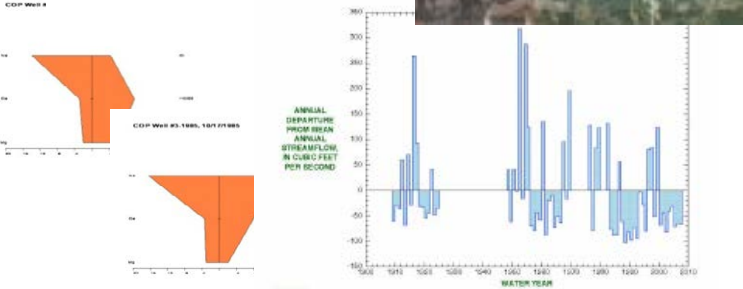 COP Well 4
COP Well #3-1985, 10/17/1985
ANNUAL
DEPARTURE
FROM MEAN
ANNUAL
STREAMFLOW,
IN CUBIC FEET
PER SECOND
350
300
250
200
150
100
50
0
-50
-100
-150
1900 1910 1920 1930 1940 1950 1960 1970 1980 1990 2000 2010
WATER YEAR